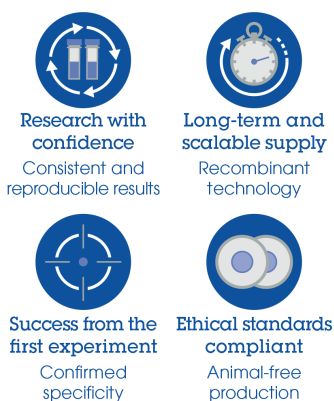 Research with
confidence
Consistent and
reproducible results
Long-term and
scalable supply
Recombinant
technology
Success from the
first experiment
Confirmed
specificity
Ethical standards
compliant
Animal-free
production